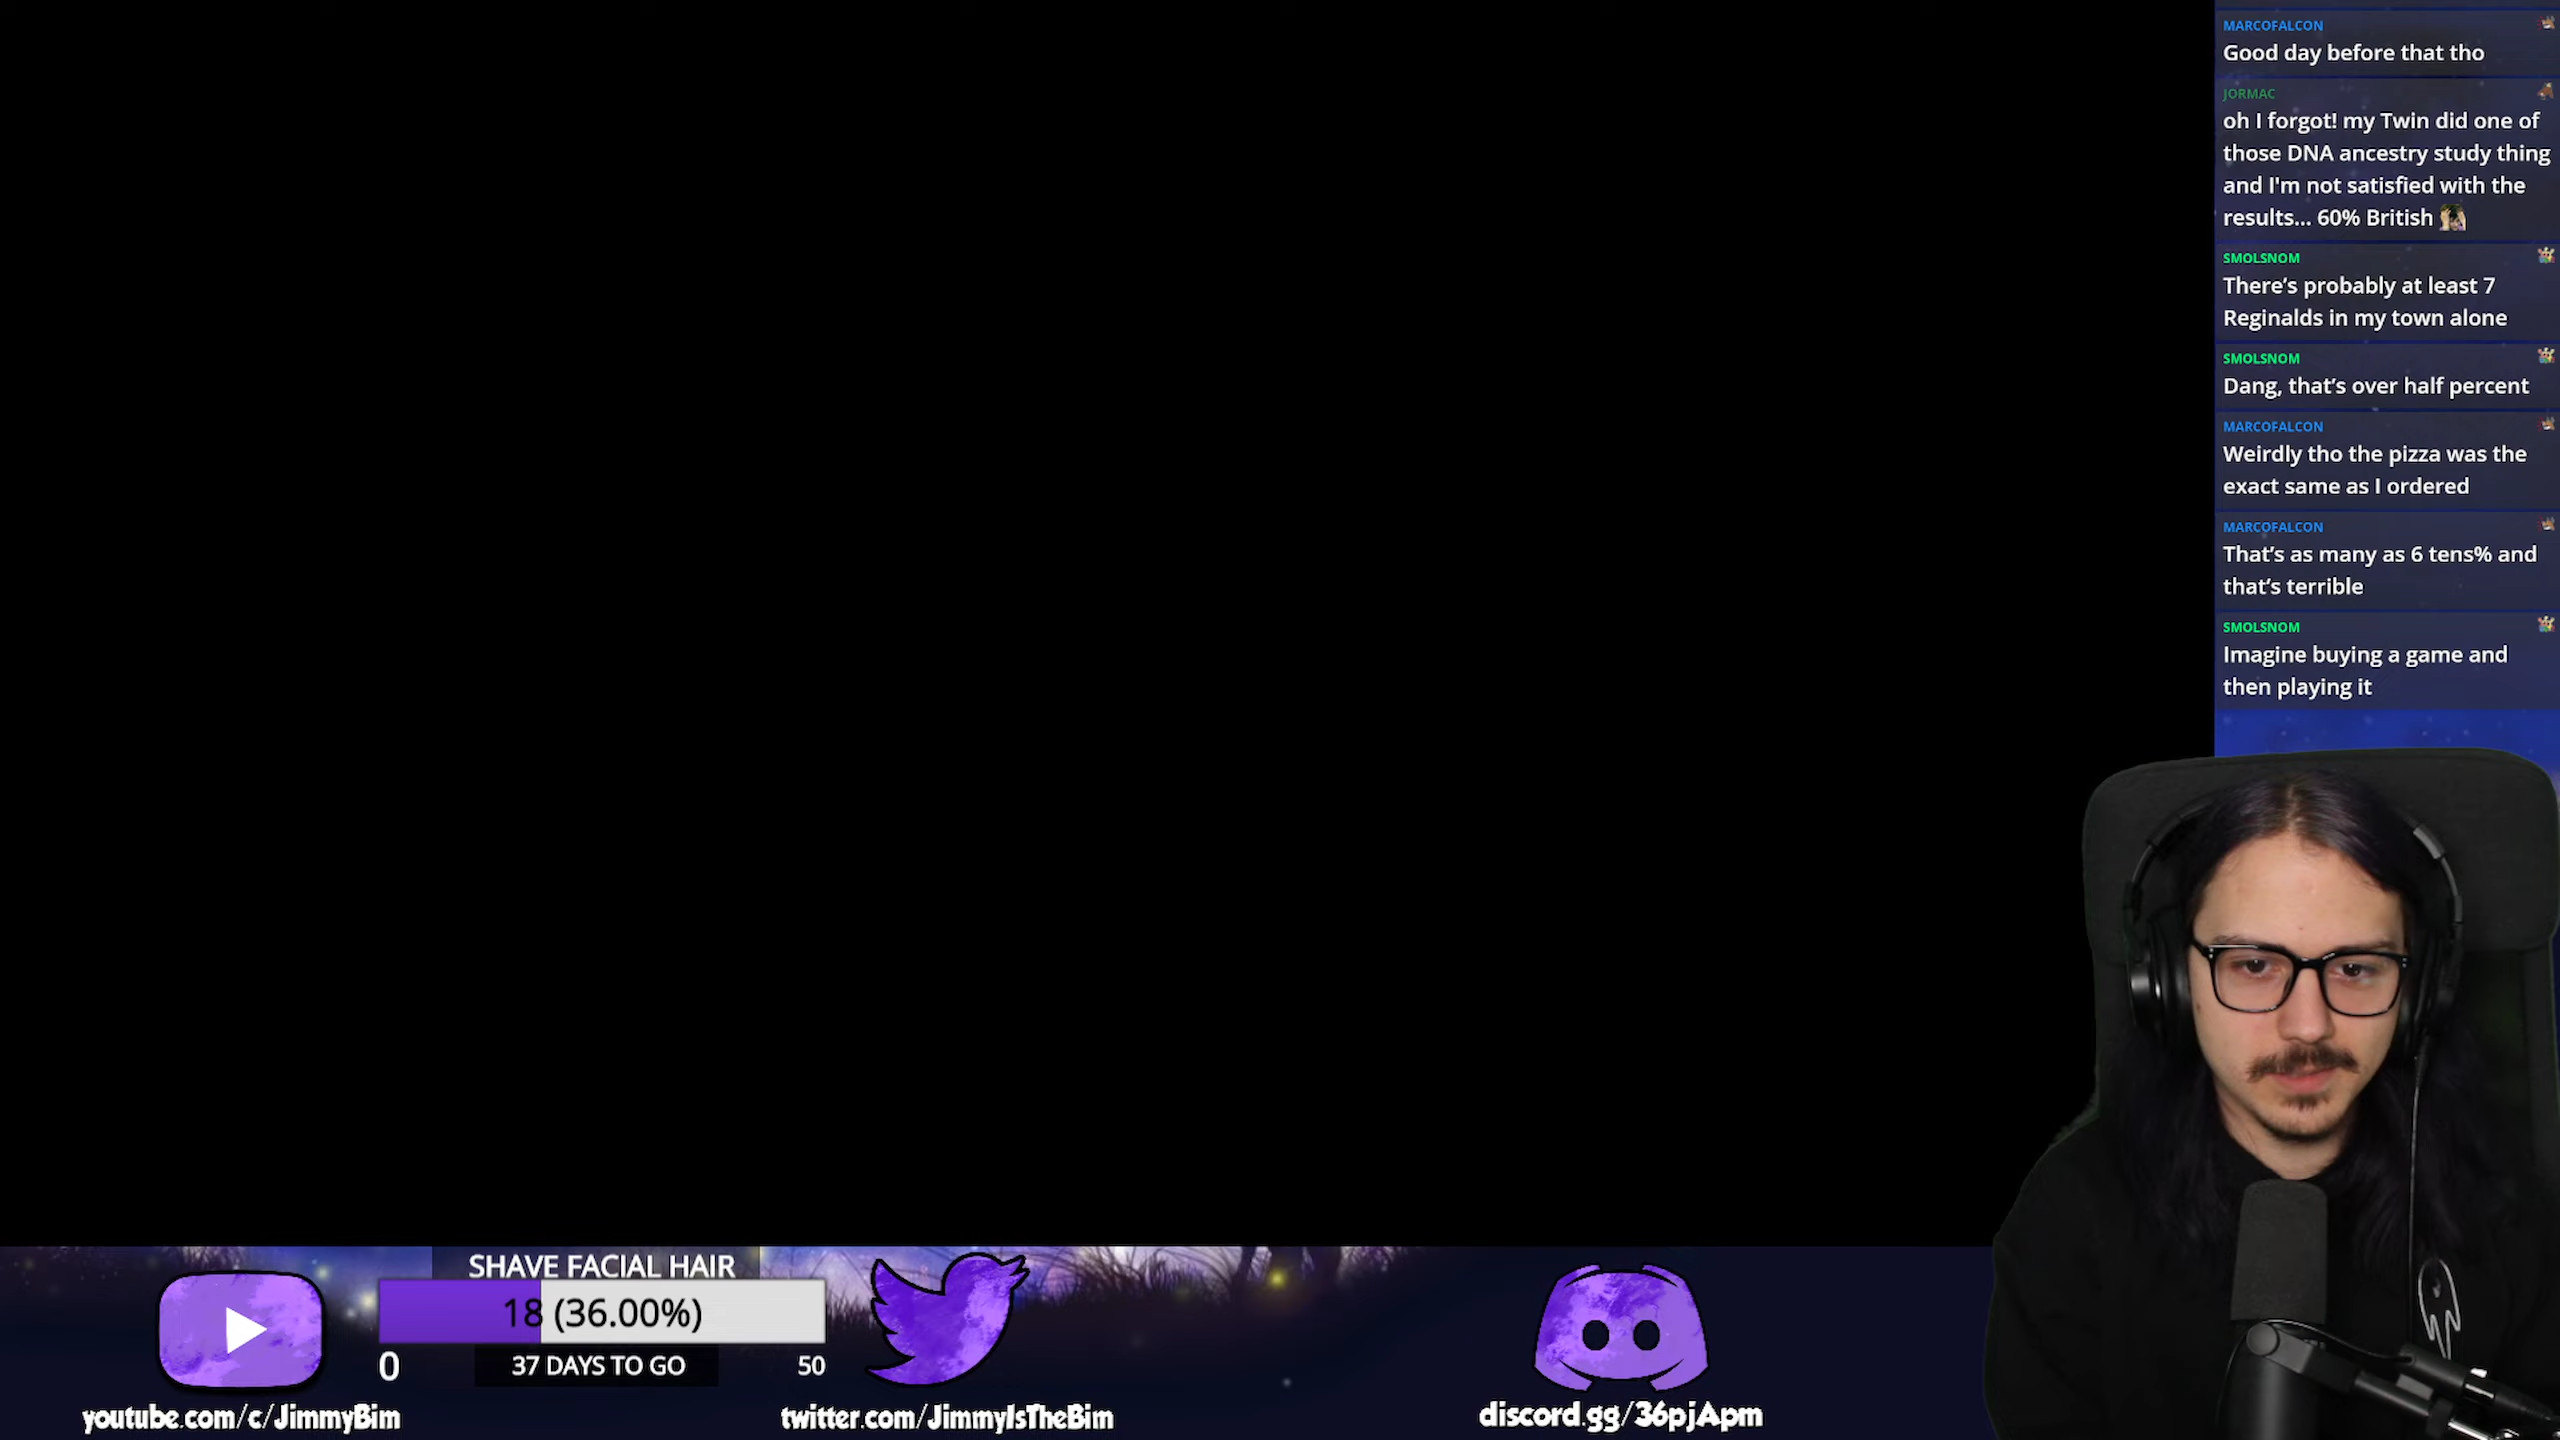 MARCOFALCON
Good day before that tho
JORMAC
oh I forgot! my Twin did one of
those DNA ancestry study thing
and I'm not satisfied with the
results... 60% British
SMOLSNOM
There’s probably at least 7
Reginalds in my town alone
SMOLSNOM
Dang, that’s over half percent
MARCOFALCON
Weirdly tho the pizza was the
exact same as I ordered
MARCOFALCON
That’s as many as 6 tens% and
that’s terrible
SMOLSNOM
Imagine buying a game and
then playing it
SHAVE FACIAL HAIR
18 (36.00%)
0
37 DAYS TO GO
50
youtube.com/c/JimmyBim
twitter.com/JimmyIsTheBim
discord.gg/36pjApm